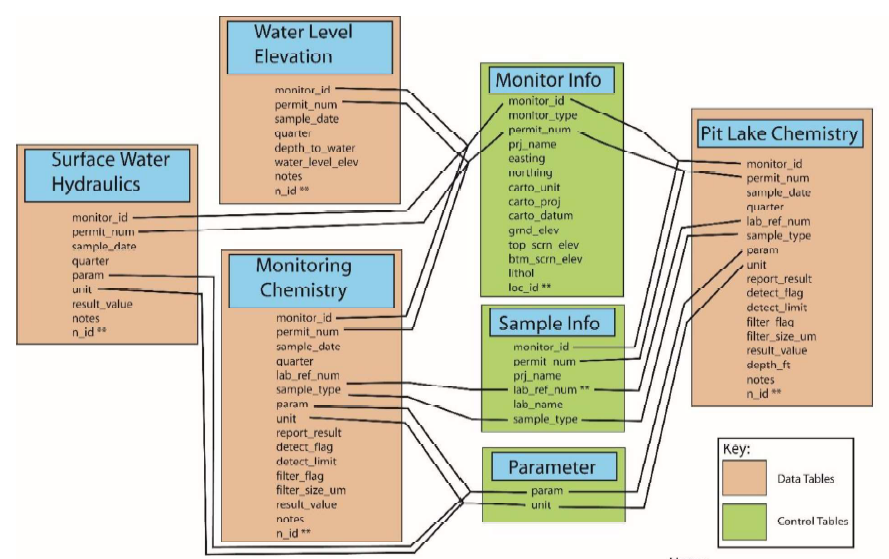 Water Level
Elevation
monitor_id
permit_num
sample_date
quarter
depth_to_water
water_level_elev
notes
n_id **
Surface Water
Hydraulics
monitor_id
permit_num
sample_date
quarter
param
unit
result_value
notes
n_id **
Monitoring
Chemistry
monitor_id
permit_num
sample_date
quarter
lab_ref_num
sample_type
param
unit
report_result
detect_flag
detect_limit
filter_flag
filter_size_um
result_value
notes
n_id **
Monitor Info
monitor_id
monitor_type
permit_num
prj_name
easting
northing
carto_unit
carto_proj
carto_datum
grnd_elev
top_scrn_elev
btm_scrn_elev
lithol
loc_id **
Sample Info
monitor_id
permit_num
prj_name
lab_ref_num **
lab_name
sample_type
Parameter
param
unit
Pit Lake Chemistry
monitor_id
permit_num
sample_date
quarter
lab_ref_num
sample_type
param
unit
report_result
detect_flag
detect_limit
filter_flag
filter_size_um
result_value
depth_ft
notes
n_id **
Key:
Data Tables
Control Tables